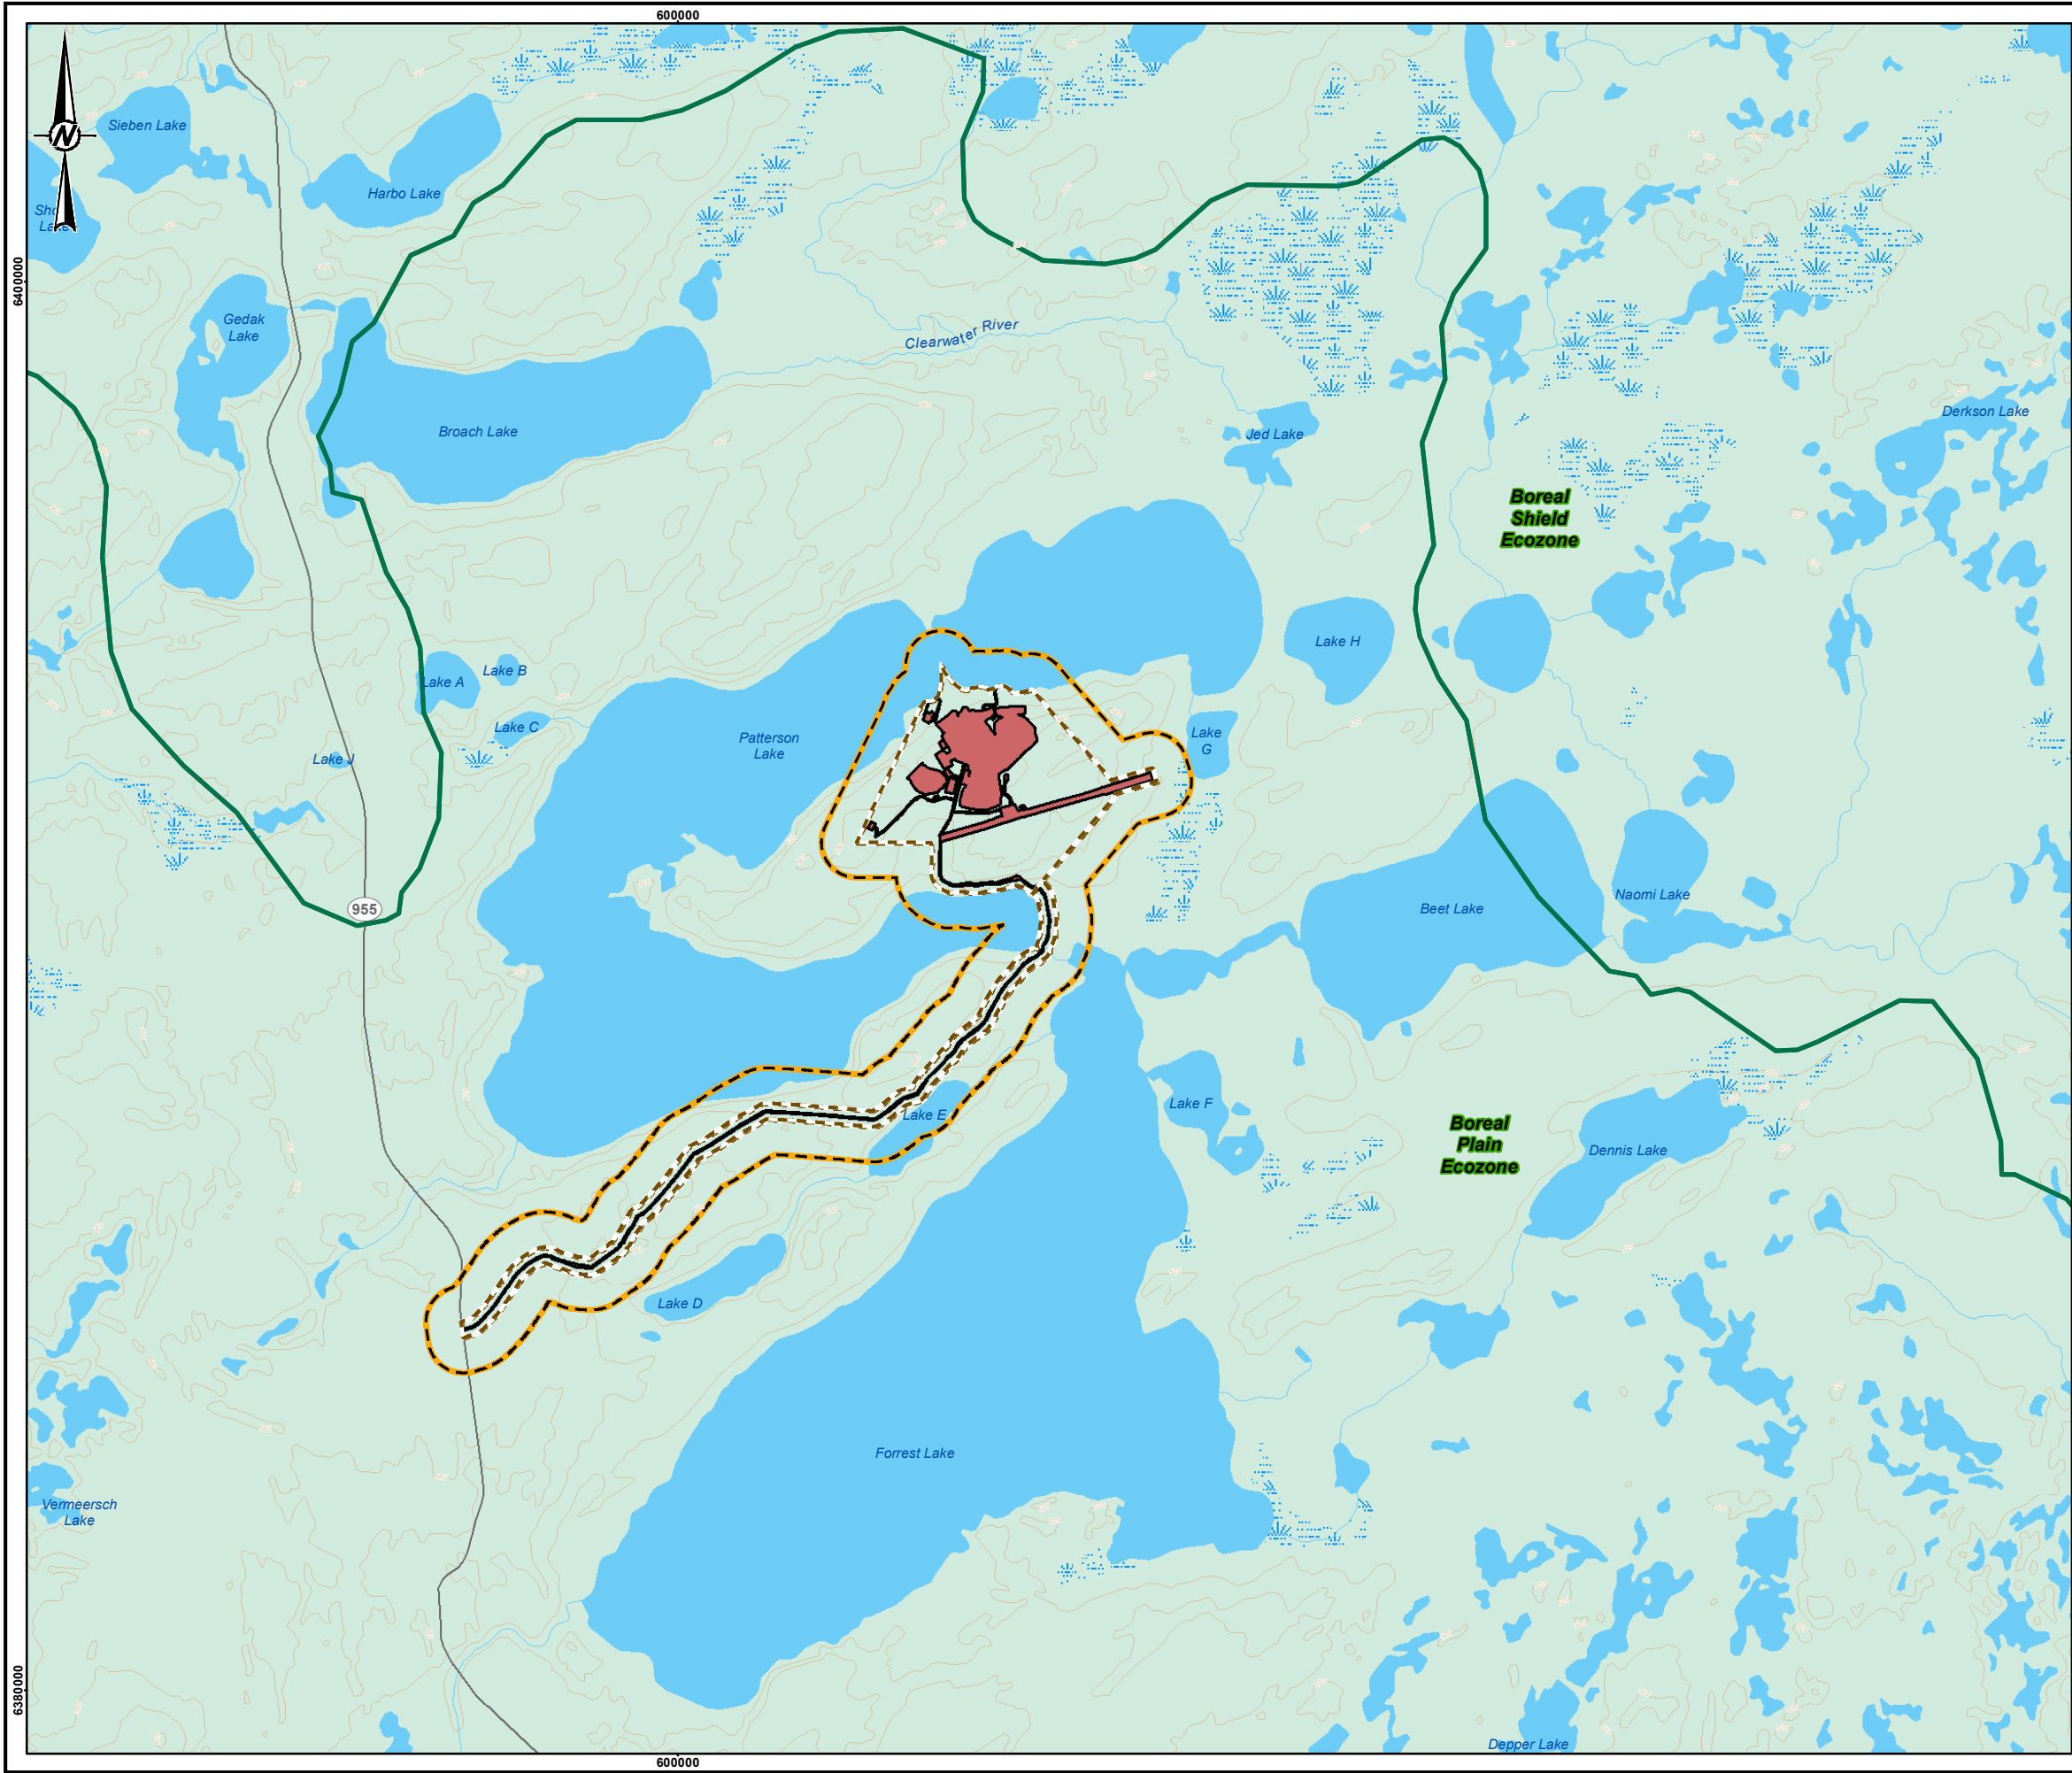 600000
N
Sieben Lake
Harbo Lake
6400000
Gedak
Lake
Clearwater River
Broach Lake
Jed Lake
Derkson Lake
Boreal
Shield
Ecozone
Lake H
Lake B
Lake A
Lake C
Lake J
Patterson
Lake
Lake
G
955
Beet Lake
Naomi Lake
Lake E
Lake F
Boreal
Plain
Ecozone
Dennis Lake
Lake D
Forrest Lake
Vermeersch
Lake
6380000
Depper Lake
600000